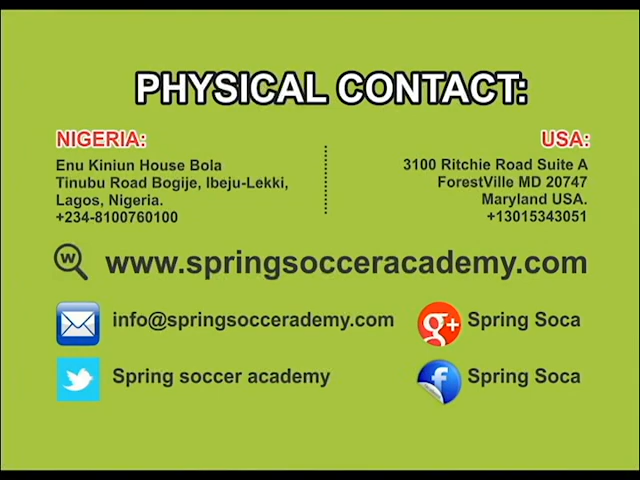 PHYSICAL CONTACT:
NIGERIA:
Enu Kiniun House Bola
Tinubu Road Bogije, Ibeju-Lekki,
Lagos, Nigeria.
+234-8100760100
USA:
3100 Ritchie Road Suite A
ForestVille MD 20747
Maryland USA.
+13015343051
W
www.springsocceracademy.com
info@springsoccerademy.com
g+ Spring Soca
Spring soccer academy
f Spring Soca